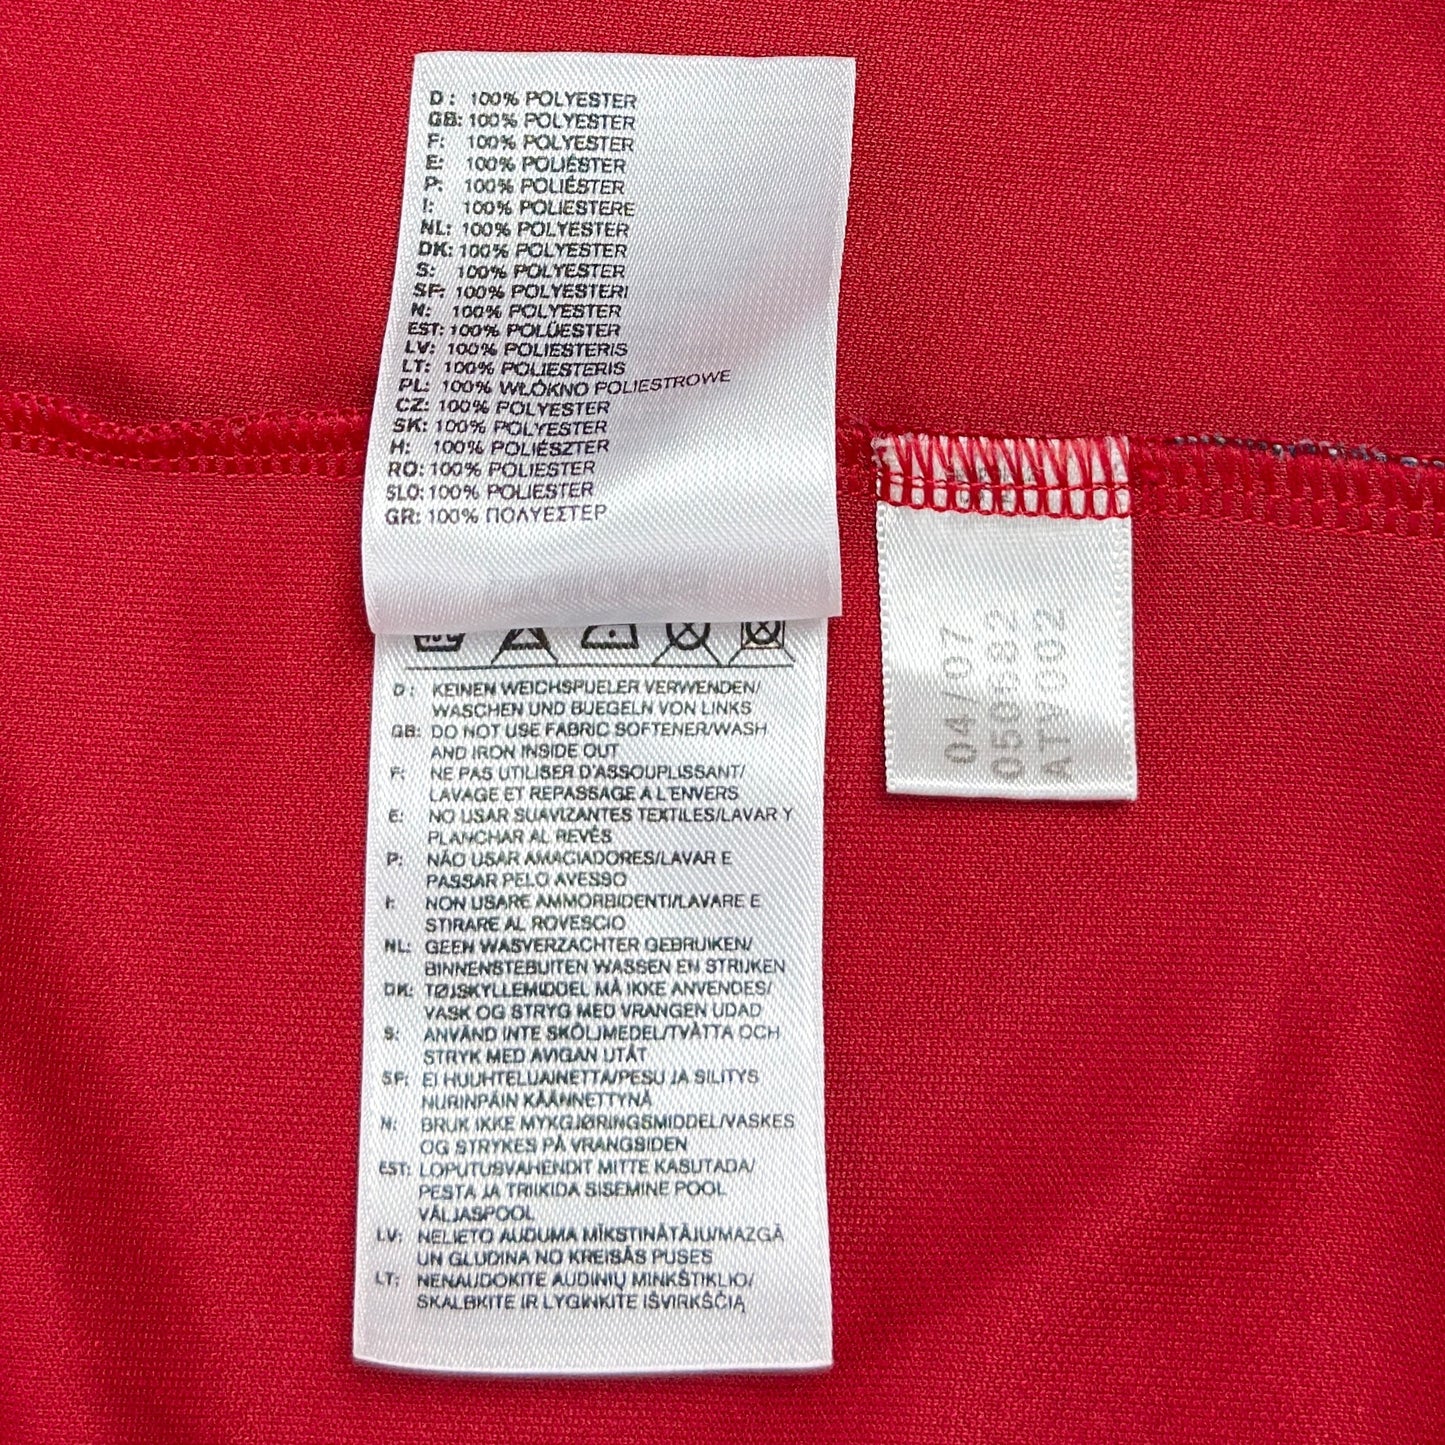 D: 100% POLYESTER
GB: 100% POLYESTER
F: 100% POLYESTER
E: 100% POLIÉSTER
P: 100% POLIÉSTER
I: 100% POLIESTERE
NL: 100% POLYESTER
DK: 100% POLYESTER
S: 100% POLYESTER
SF: 100% POLYESTERI
N: 100% POLYESTER
EST: 100% POLÜESTER
LV: 100% POLIESTERIS
LT: 100% POLIESTERIS
PL: 100% WŁÓKNO POLIESTROWE
CZ: 100% POLYESTER
SK: 100% POLYESTER
H: 100% POLIÉSZTER
RO: 100% POLIESTER
SLO: 100% POLIESTER
GR: 100% ΠΟΛΥΕΣΤΕΡ
D: KEINEN WEICHSPUELER VERWENDEN/
WASCHEN UND BUEGELN VON LINKS
GB: DO NOT USE FABRIC SOFTENER/WASH
AND IRON INSIDE OUT
F: NE PAS UTILISER D'ASSOUPLISSANT/
LAVAGE ET REPASSAGE A L'ENVERS
E: NO USAR SUAVIZANTES TEXTILES/LAVAR Y
PLANCHAR AL REVÉS
P: NÃO USAR AMACIADORES/LAVAR E
PASSAR PELO AVESSO
I: NON USARE AMMORBIDENTI/LAVARE E
STIRARE AL ROVESCIO
NL: GEEN WASVERZACHTER GEBRUIKEN/
BINNENSTEBUITEN WASSEN EN STRIJKEN
DK: TØJSKYLLEMIDDEL MÅ IKKE ANVENDES/
VASK OG STRYG MED VRANGEN UDAD
S: ANVÄND INTE SKÖLJMEDEL/TVÄTTA OCH
STRYK MED AVIGAN UTÅT
SF: EI HUUHTELUAINETTA/PESU JA SILITYS
NURINPÄIN KÄÄNNETTYNÄ
N: BRUK IKKE MYKGJØRINGSMIDDEL/VASKES
OG STRYKES PÅ VRANGSIDEN
EST: LOPUTUSVAHENDIT MITTE KASUTADA/
PESTA JA TRIIKIDA SISEMINE POOL
VÄLJASPOOL
LV: NELIETO AUDUMA MĪKSTINĀTĀJU/MAZGĀ
UN GLUDINA NO KREISĀS PUSES
LT: NENAUDOKITE AUDINIŲ MINKŠTIKLIO/
SKALBKITE IR LYGINKITE IŠVIRKŠČIĄ
04/07
ATV002